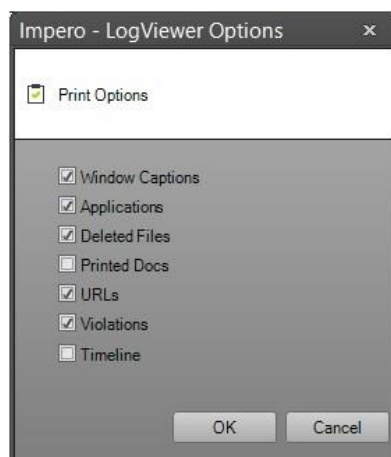 Impero - LogViewer Options ×
Print Options
Window Captions
Applications
Deleted Files
Printed Docs
URLs
Violations
Timeline
OK Cancel